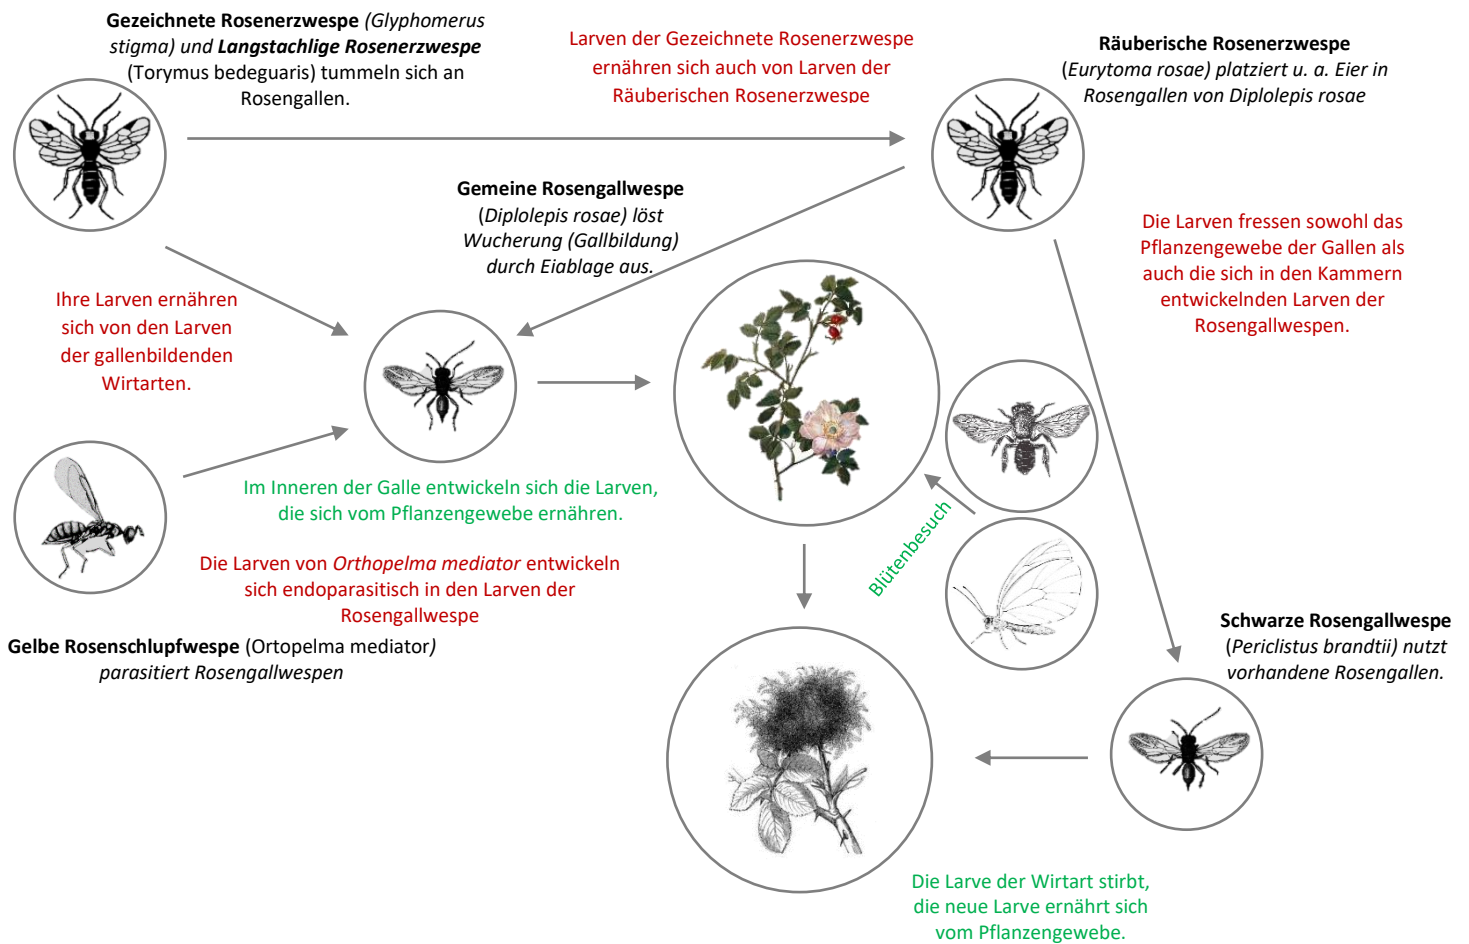 Gezeichnete Rosenerzwespe (Glyphomerus
stigma) und Langstachlige Rosenerzwespe
(Torymus bedeguaris) tummeln sich an
Rosengallen.
Larven der Gezeichnete Rosenerzwespe
ernähren sich auch von Larven der
Räuberischen Rosenerzwespe
Räuberische Rosenerzwespe
(Eurytoma rosae) platziert u. a. Eier in
Rosengallen von Diplolepis rosae
Gemeine Rosengallwespe
(Diplolepis rosae) löst
Wucherung (Gallbildung)
durch Eiablage aus.
Die Larven fressen sowohl das
Pflanzengewebe der Gallen als
auch die sich in den Kammern
entwickelnden Larven der
Rosengallwespen.
Ihre Larven ernähren
sich von den Larven
der gallenbildenden
Wirtarten.
Im Inneren der Galle entwickeln sich die Larven,
die sich vom Pflanzengewebe ernähren.
Blütenbesuch
Die Larven von Orthopelma mediator entwickeln
sich endoparasitisch in den Larven der
Rosengallwespe
Gelbe Rosenschlupfwespe (Ortopelma mediator)
parasitiert Rosengallwespen
Schwarze Rosengallwespe
(Periclistus brandtii) nutzt
vorhandene Rosengallen.
Die Larve der Wirtart stirbt,
die neue Larve ernährt sich
vom Pflanzengewebe.